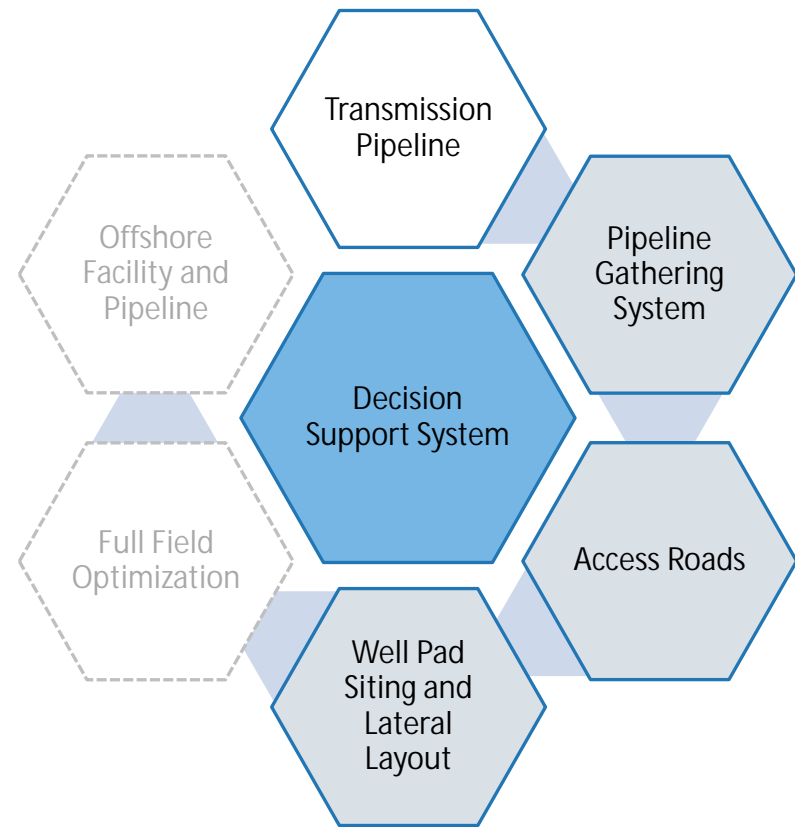 Transmission
Pipeline
Offshore
Facility and
Pipeline
Pipeline
Gathering
System
Decision
Support System
Full Field
Optimization
Access Roads
Well Pad
Siting and
Lateral
Layout